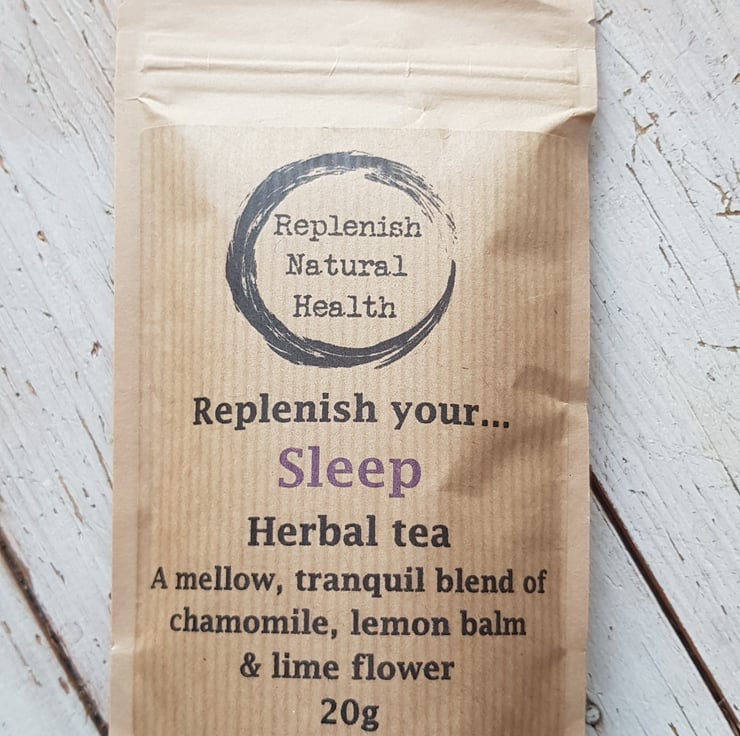 Replenish
Natural
Health
Replenish your...
Sleep
Herbal tea
A mellow, tranquil blend of
chamomile, lemon balm
& lime flower
20g